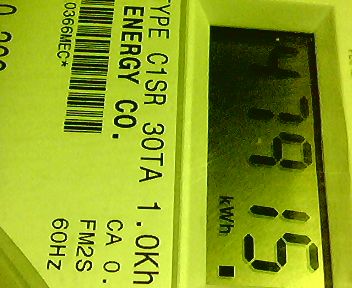 47915
kWh
TYPE C1SR 30TA 1.0Kh
ENERGY CO.
CA 0.
FM2S
60HZ
0366MEC*